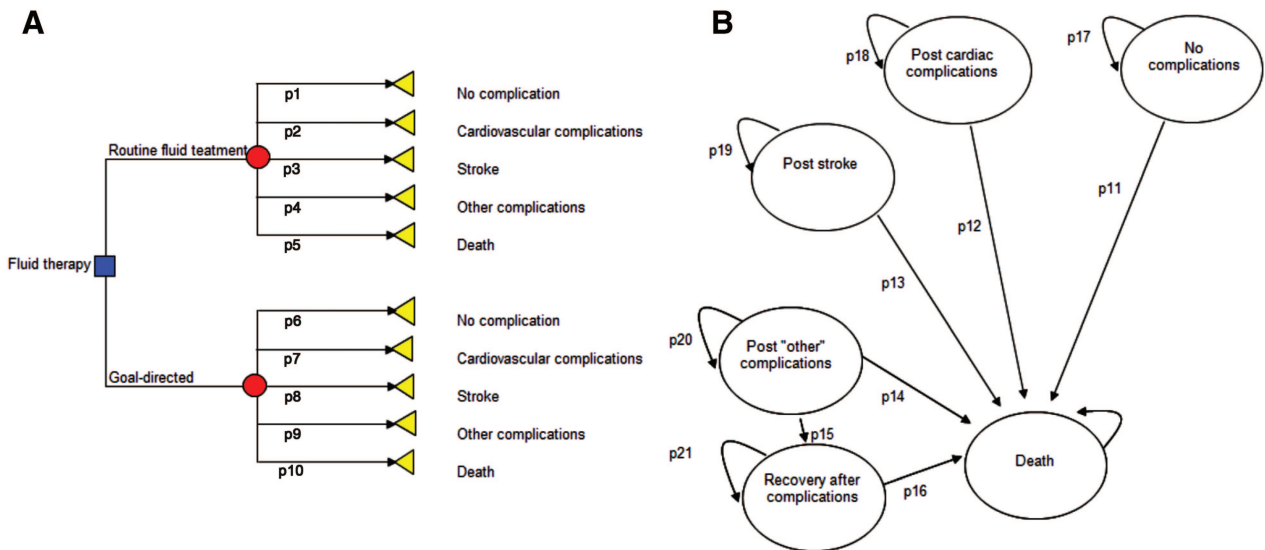 A
p1
No complication
p2
Cardiovascular complications
Routine fluid teatment
p3
Stroke
p4
Other complications
p5
Death
Fluid therapy
p6
No complication
p7
Cardiovascular complications
Goal-directed
p8
Stroke
p9
Other complications
p10
Death
B
p18
Post cardiac
complications
p17
No
complications
p19
Post stroke
p11
p12
p13
p20
Post "other"
complications
p14
p15
p21
Recovery after
complications
p16
Death